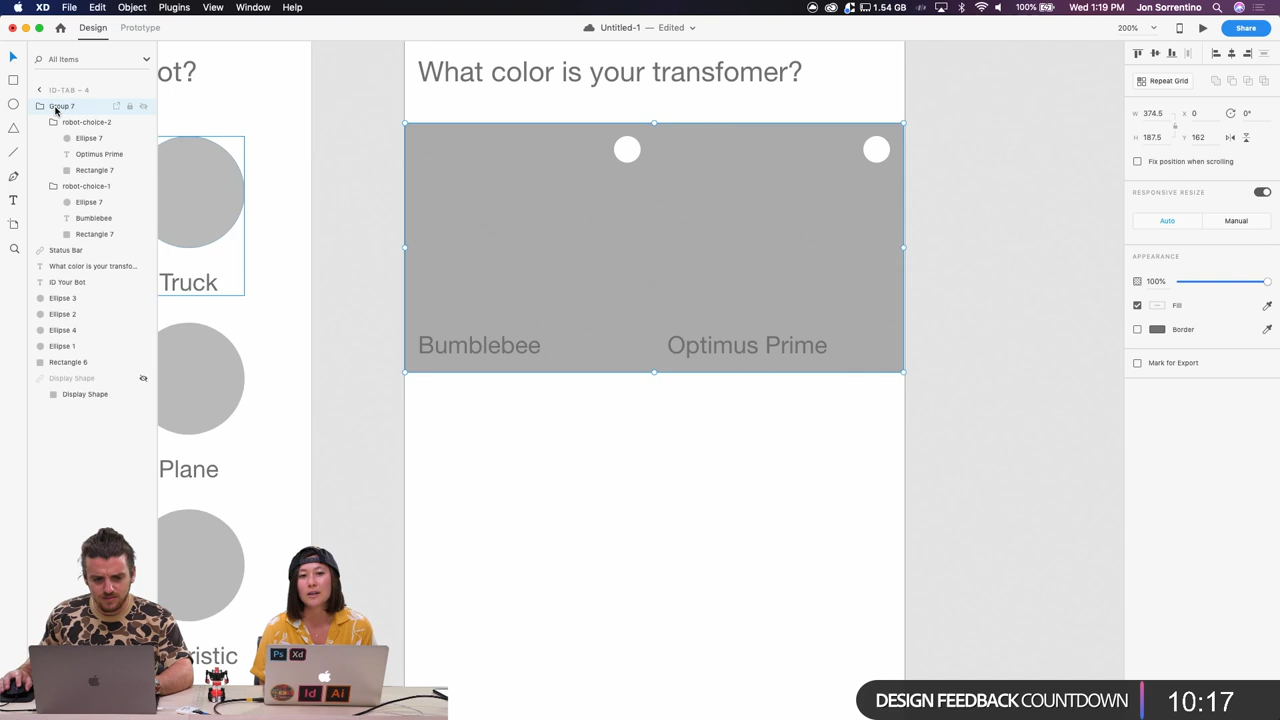 XD File Edit Object Plugins View Window Help 1.54 GB 100% Wed 1:19 PM Jon Sorrentino
Design Prototype Untitled-1 — Edited 200% Share
All Items
ID-TAB – 4
Group 7
robot-choice-2
Ellipse 7
Optimus Prime
Rectangle 7
robot-choice-1
Ellipse 7
Bumblebee
Rectangle 7
Status Bar
What color is your transfo...
ID Your Bot
Ellipse 3
Ellipse 2
Ellipse 4
Ellipse 1
Rectangle 6
Display Shape
Display Shape
ot?
Truck
Plane
ristic
What color is your transfomer?
Bumblebee Optimus Prime
Repeat Grid
W 374.5 X 0 0°
H 187.5 Y 162
Fix position when scrolling
RESPONSIVE RESIZE
Auto Manual
APPEARANCE
100%
Fill
Border
Mark for Export
Ps Xd
Id Ai
DESIGN FEEDBACK COUNTDOWN 10:17